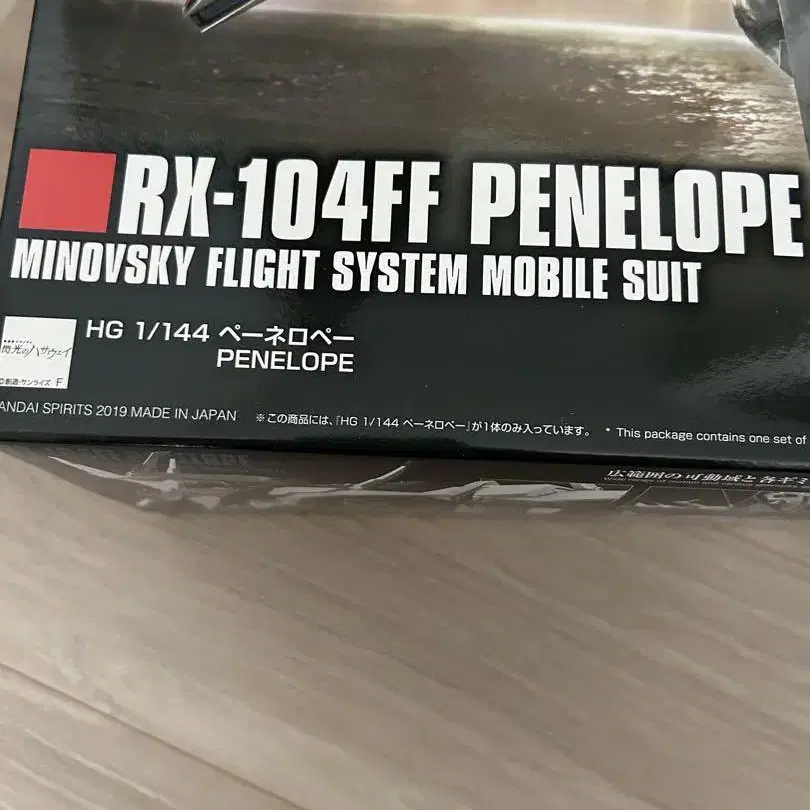 RX-104FF PENELOPE
MINOVSKY FLIGHT SYSTEM MOBILE SUIT
HG 1/144 ペーネロペー
PENELOPE
閃光のハサウェイ
©創通・サンライズ F
ANDAI SPIRITS 2019 MADE IN JAPAN
※この商品には、「HG 1/144 ペーネロペー」が1体のみ入っています。 * This package contains one set of
広範囲の可動域と各ギミ